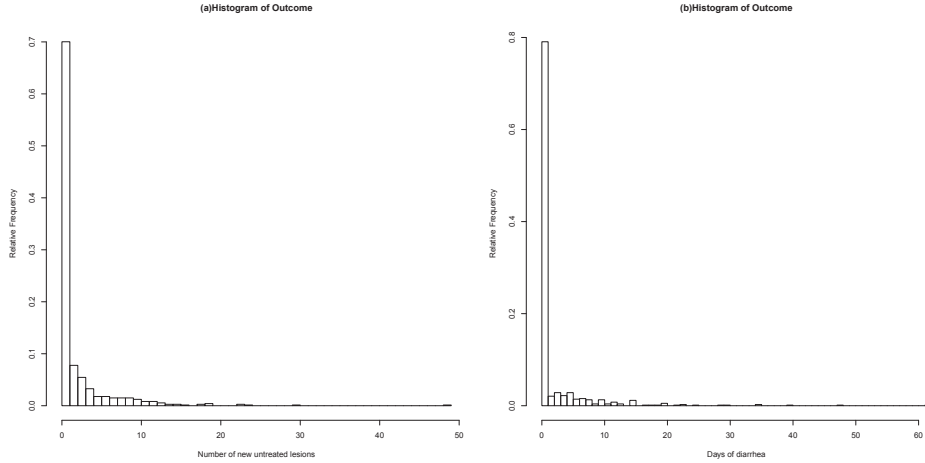 (a)Histogram of Outcome
Relative Frequency
0.7
0.6
0.5
0.4
0.3
0.2
0.1
0.0
0 10 20 30 40 50
Number of new untreated lesions
(b)Histogram of Outcome
Relative Frequency
0.8
0.6
0.4
0.2
0.0
0 10 20 30 40 50 60
Days of diarrhea